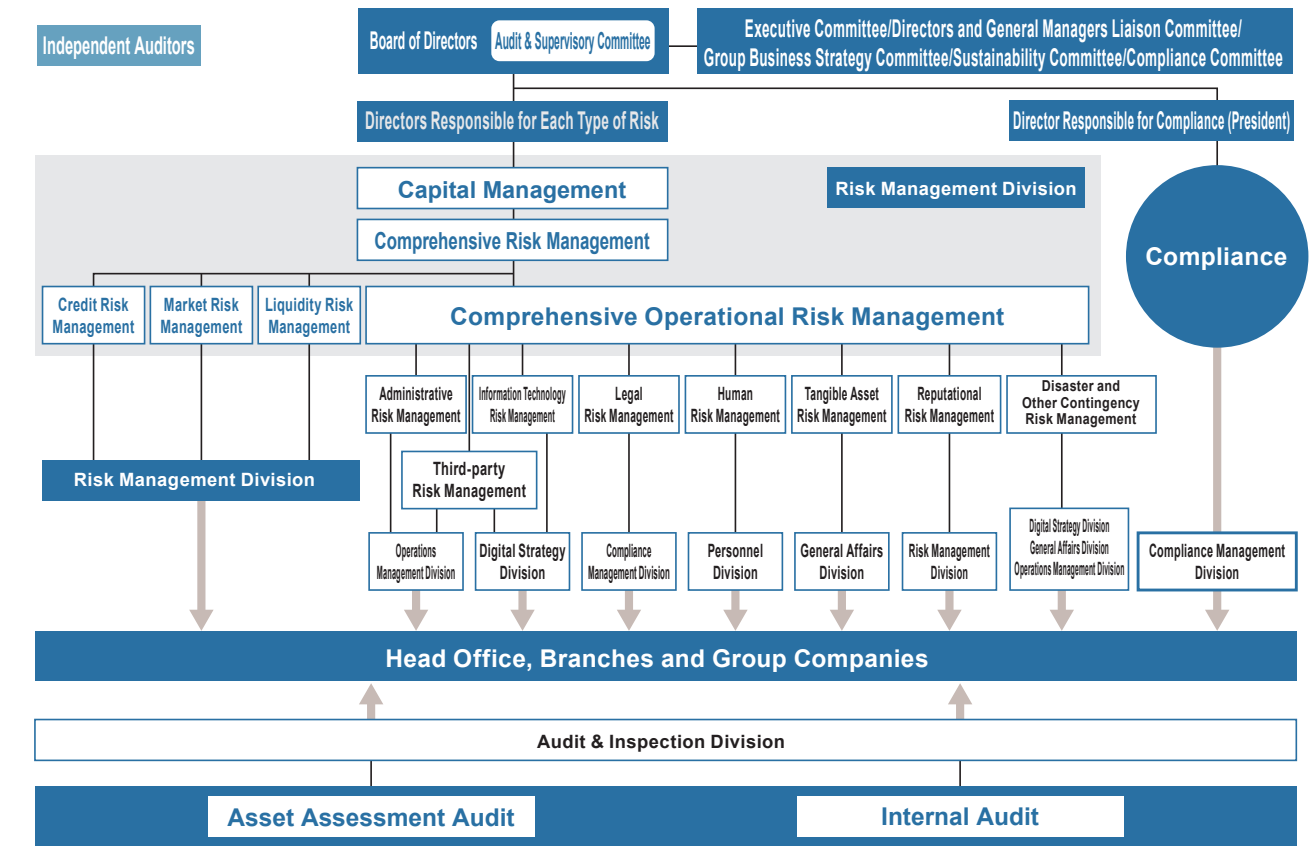 Independent Auditors
Board of Directors
Audit & Supervisory Committee
Executive Committee/Directors and General Managers Liaison Committee/
Group Business Strategy Committee/Sustainability Committee/Compliance Committee
Directors Responsible for Each Type of Risk
Director Responsible for Compliance (President)
Capital Management
Risk Management Division
Comprehensive Risk Management
Compliance
Credit Risk
Management
Market Risk
Management
Liquidity Risk
Management
Comprehensive Operational Risk Management
Administrative
Risk Management
Information Technology
Risk Management
Legal
Risk Management
Human
Risk Management
Tangible Asset
Risk Management
Reputational
Risk Management
Disaster and
Other Contingency
Risk Management
Third-party
Risk Management
Risk Management Division
Operations
Management Division
Digital Strategy
Division
Compliance
Management Division
Personnel
Division
General Affairs
Division
Risk Management
Division
Digital Strategy Division
General Affairs Division
Operations Management Division
Compliance Management
Division
Head Office, Branches and Group Companies
Audit & Inspection Division
Asset Assessment Audit
Internal Audit